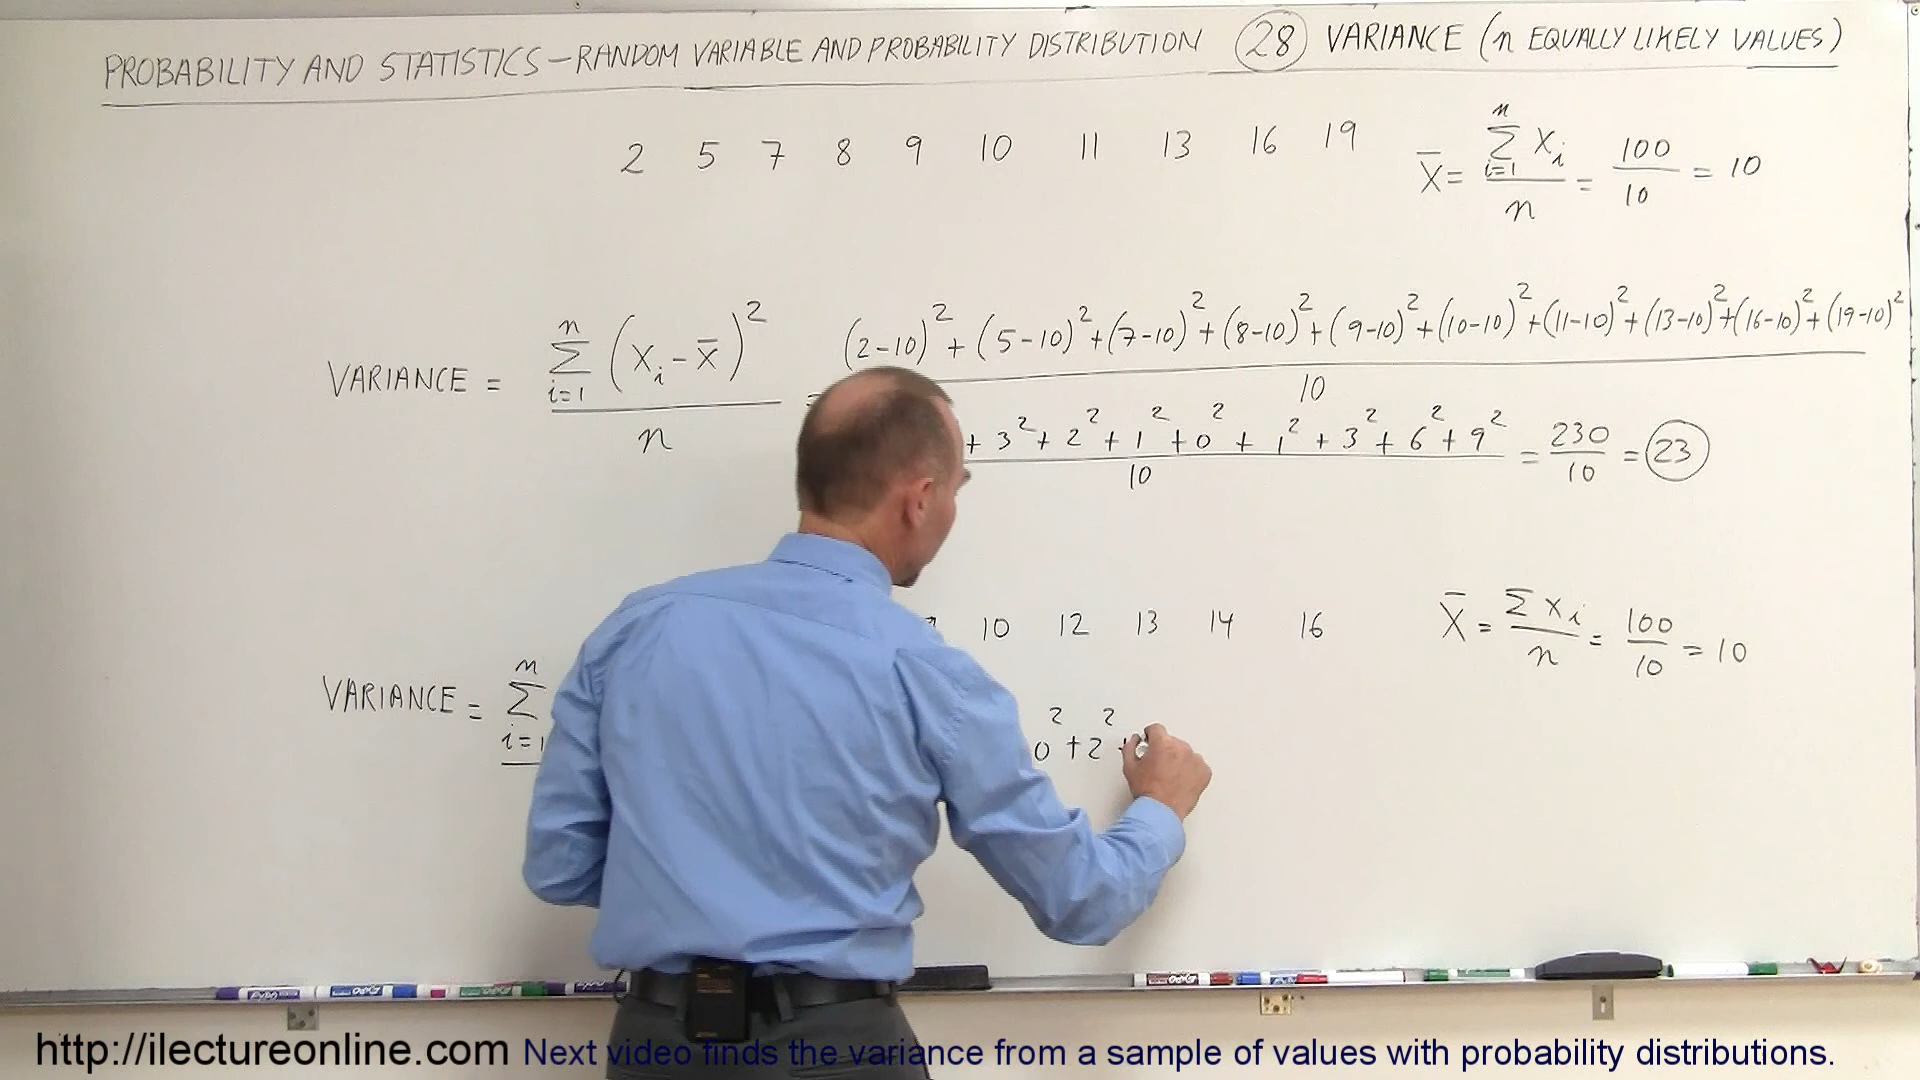 PROBABILITY AND STATISTICS – RANDOM VARIABLE AND PROBABILITY DISTRIBUTION 28 VARIANCE (n EQUALLY LIKELY VALUES)
2 5 7 8 9 10 11 13 16 19
x̄ = Σ_{i=1}^{n} x_i / n = 100/10 = 10
VARIANCE = Σ_{i=1}^{n} (x_i - x̄)² / n = (2-10)² + (5-10)² + (7-10)² + (8-10)² + (9-10)² + (10-10)² + (11-10)² + (13-10)² + (16-10)² + (19-10)² / 10
+ 3² + 2² + 1² + 0² + 1² + 3² + 6² + 9² / 10 = 230/10 = 23
10 12 13 14 16
x̄ = Σ x_i / n = 100/10 = 10
VARIANCE = Σ_{i=1}^{n} 0² + 2² +
EXPO
http://ilectureonline.com Next video finds the variance from a sample of values with probability distributions.